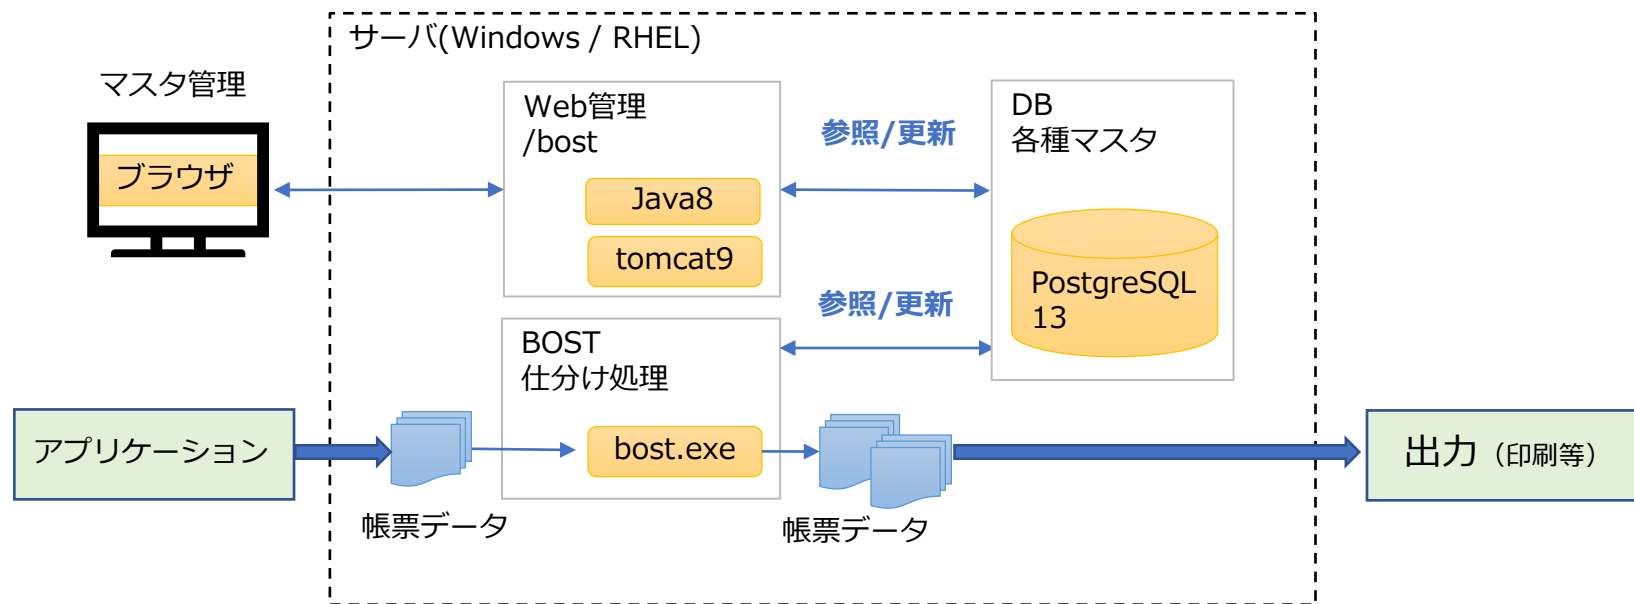 サーバ(Windows / RHEL)
マスタ管理
ブラウザ
Web管理
/bost
Java8
tomcat9
参照/更新
DB
各種マスタ
PostgreSQL
13
参照/更新
BOST
仕分け処理
bost.exe
アプリケーション
帳票データ
帳票データ
出力（印刷等）